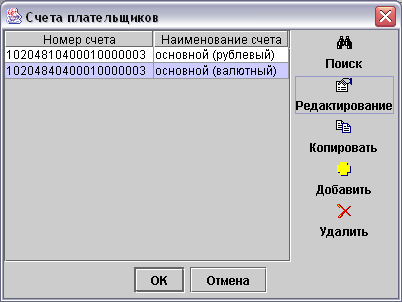 Счета плательщиков
Номер счета Наименование счета
10204810400010000003 основной (рублевый)
10204840400010000003 основной (валютный)
Поиск
Редактирование
Копировать
Добавить
Удалить
OK Отмена